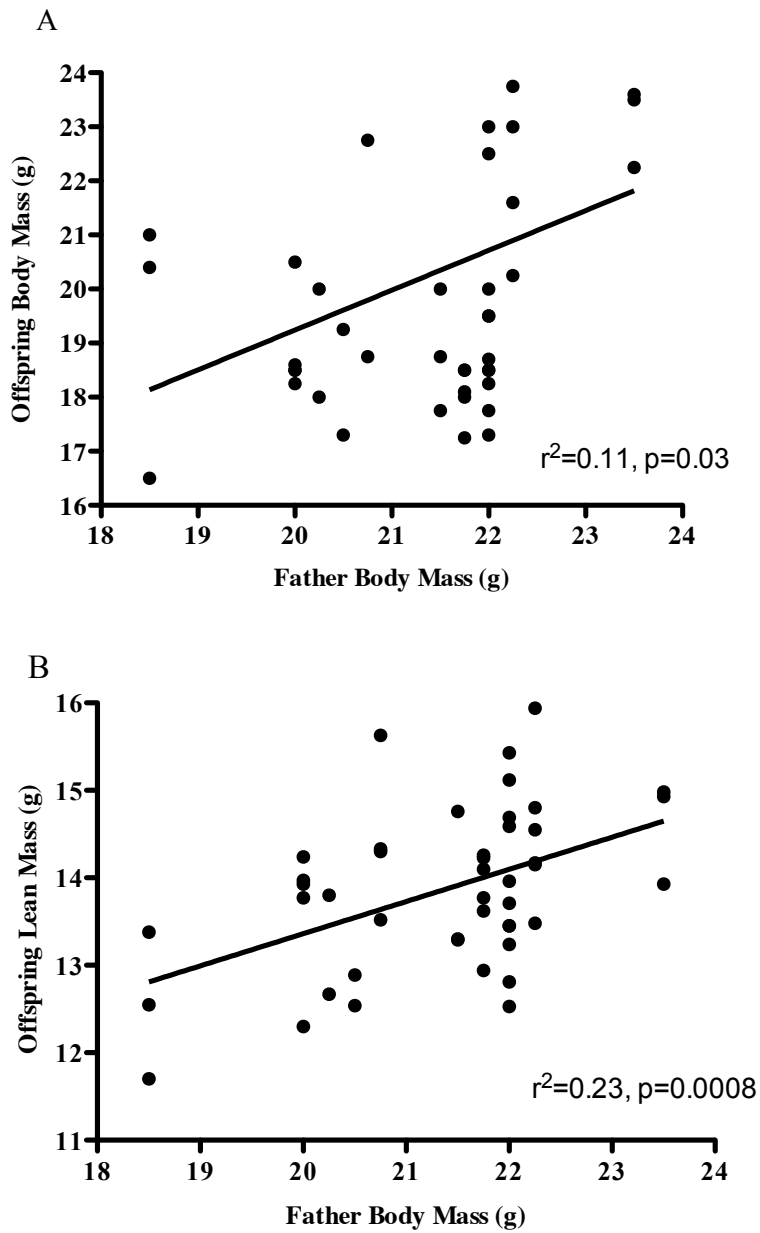 A
24
23
22
21
20
19
18
17
16
Offspring Body Mass (g)
r²=0.11, p=0.03
18 19 20 21 22 23 24
Father Body Mass (g)
B
16
15
14
13
12
11
Offspring Lean Mass (g)
r²=0.23, p=0.0008
18 19 20 21 22 23 24
Father Body Mass (g)